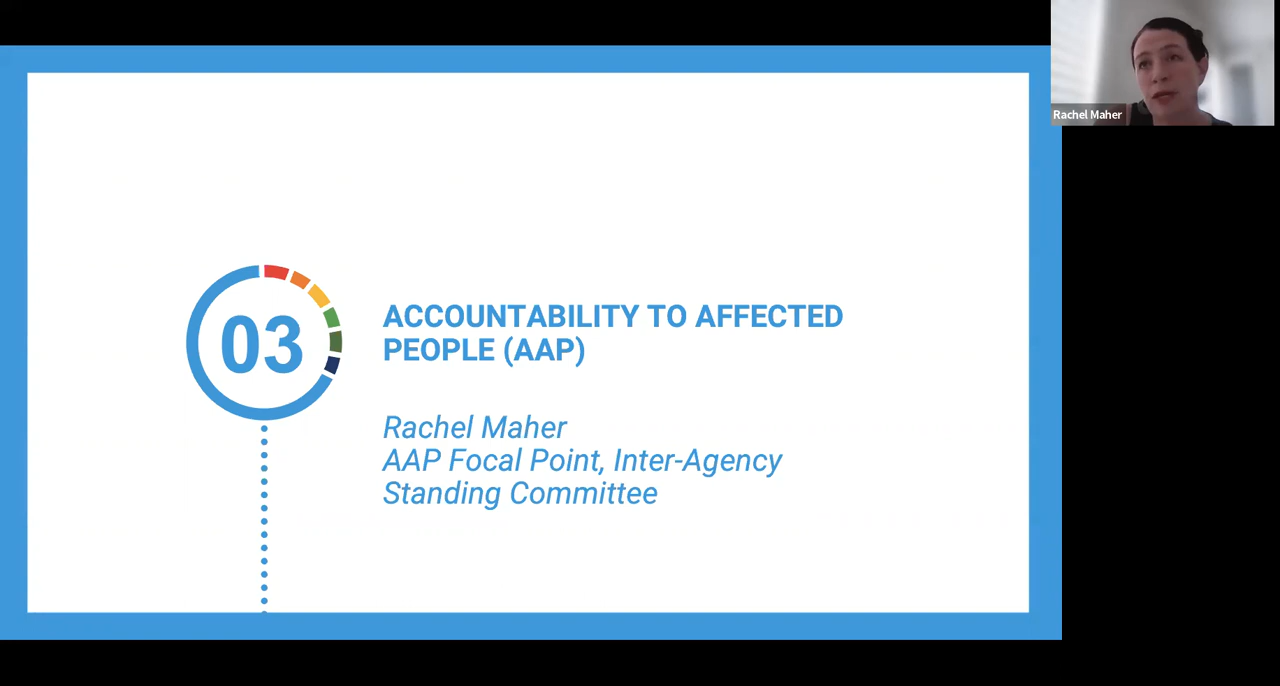 Rachel Maher
03
ACCOUNTABILITY TO AFFECTED
PEOPLE (AAP)
Rachel Maher
AAP Focal Point, Inter-Agency
Standing Committee